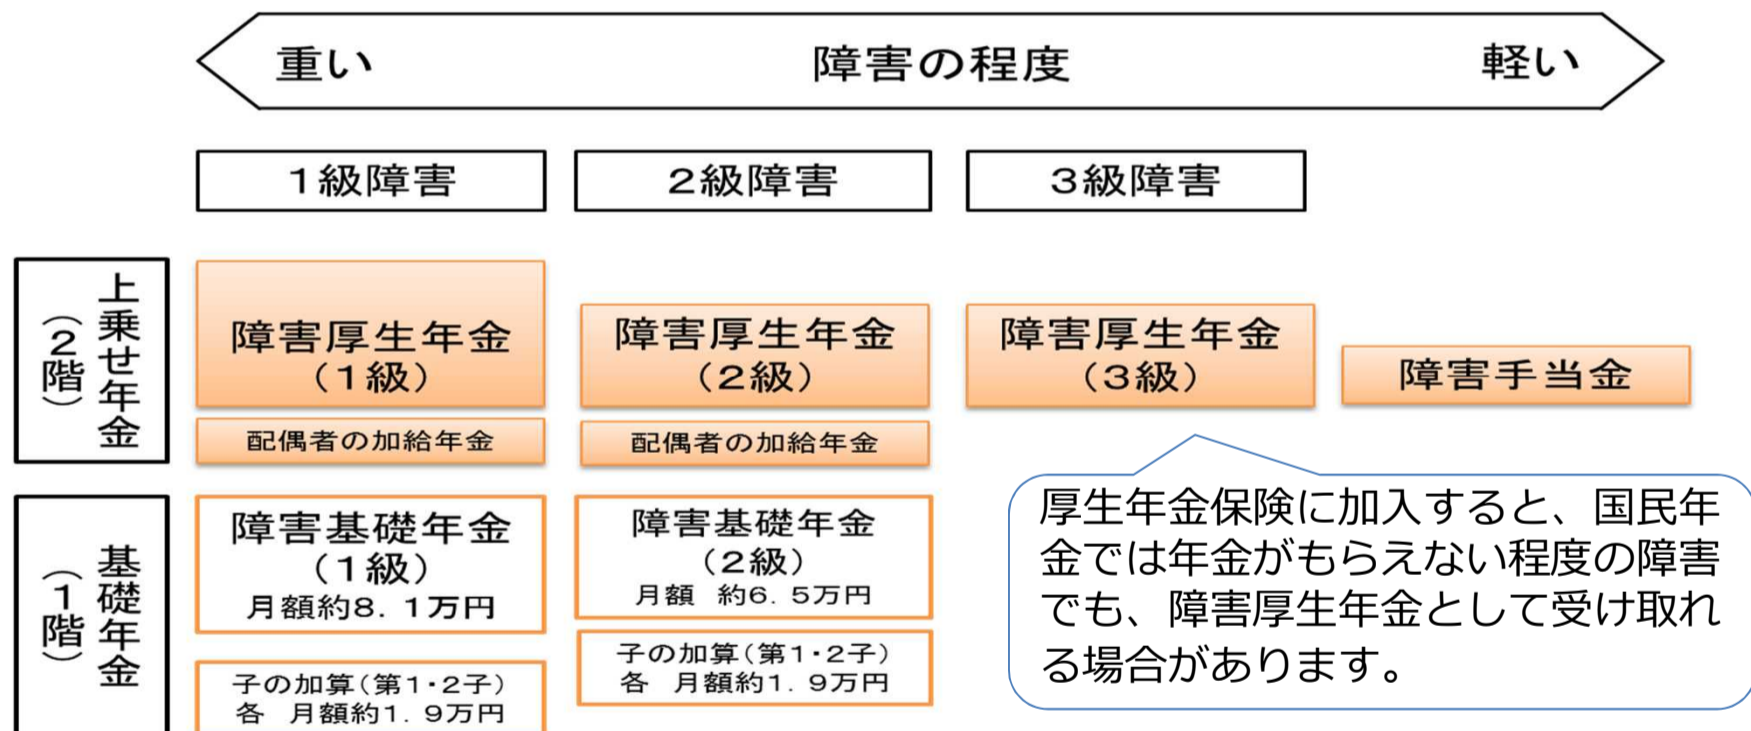 重い 障害の程度 軽い
1級障害
2級障害
3級障害
上乗せ年金
（2階）
障害厚生年金
（1級）
配偶者の加給年金
障害厚生年金
（2級）
配偶者の加給年金
障害厚生年金
（3級）
障害手当金
基礎年金
（1階）
障害基礎年金
（1級）
月額約8．1万円
子の加算（第1・2子）
各 月額約1．9万円
障害基礎年金
（2級）
月額 約6．5万円
子の加算（第1・2子）
各 月額約1．9万円
厚生年金保険に加入すると、国民年
金では年金がもらえない程度の障害
でも、障害厚生年金として受け取れ
る場合があります。